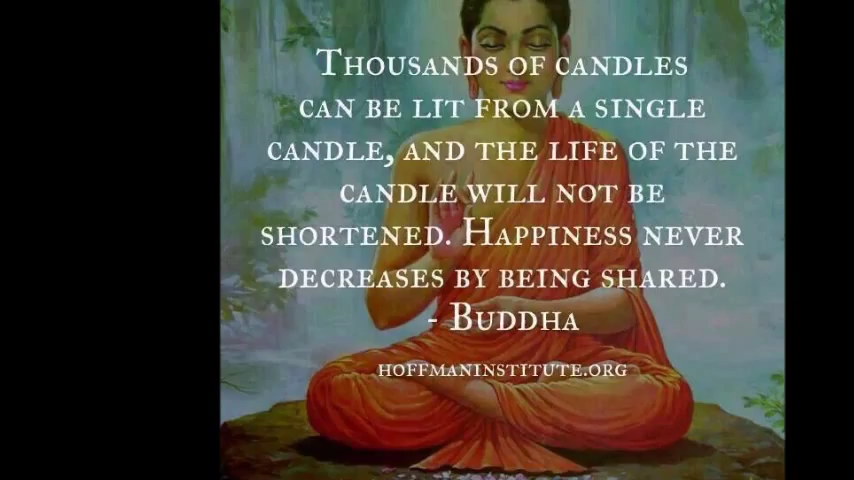 Thousands of candles
can be lit from a single
candle, and the life of the
candle will not be
shortened. Happiness never
decreases by being shared.
- Buddha
hoffmaninstitute.org